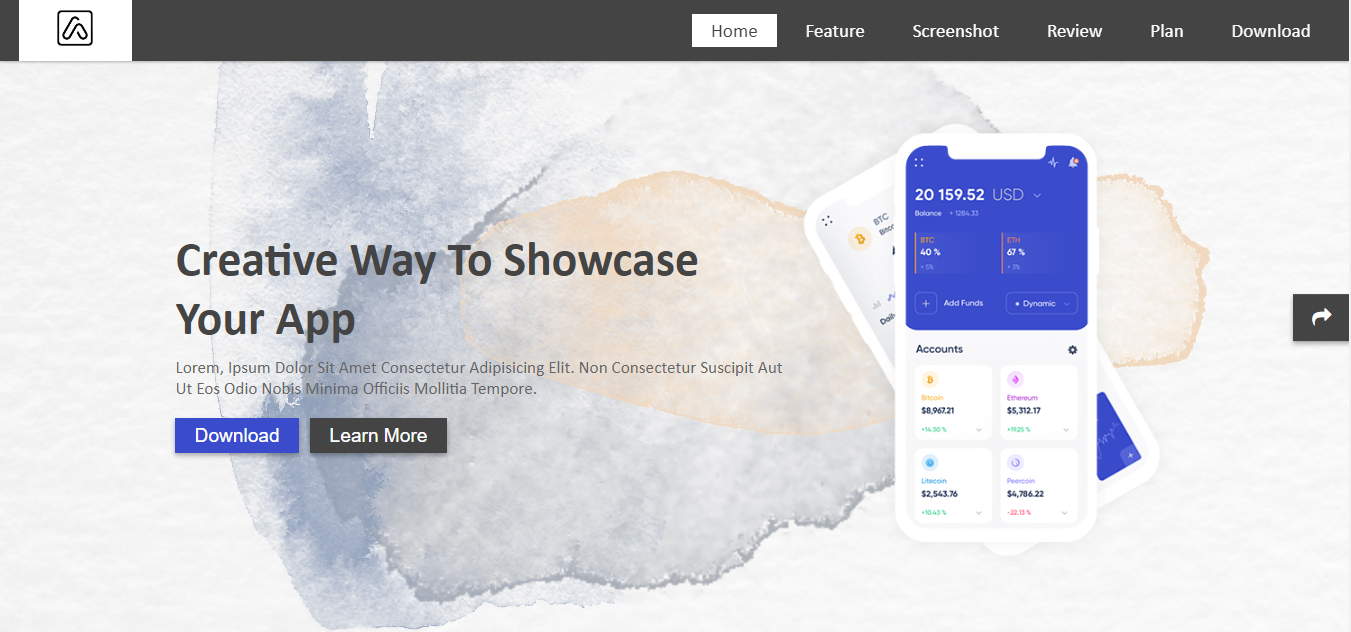 Home Feature Screenshot Review Plan Download
Creative Way To Showcase
Your App
Lorem, Ipsum Dolor Sit Amet Consectetur Adipisicing Elit. Non Consectetur Suscipit Aut
Ut Eos Odio Nobis Minima Officiis Mollitia Tempore.
Download Learn More
BTC
20 159.52 USD
Balance + 1284.33
BTC ETH
40 % 67 %
+ 5% + 3%
+ Add Funds Dynamic
Accounts
Bitcoin Ethereum
$8,967.21 $5,312.17
+14.30 % +19.25 %
Litecoin Peercoin
$2,543.76 $4,786.22
+10.43 % -22.13 %